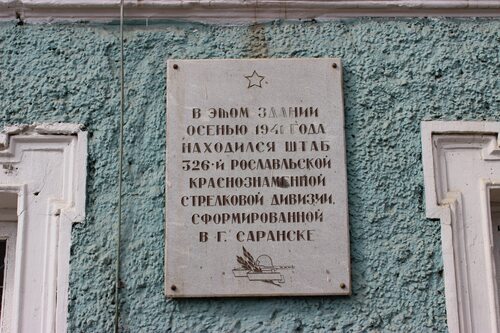 В ЭТОМ ЗДАНИИ
ОСЕНЬЮ 1941 ГОДА
НАХОДИЛСЯ ШТАБ
326-Й РОСЛАВЛЬСКОЙ
КРАСНОЗНАМЕННОЙ
СТРЕЛКОВОЙ ДИВИЗИИ,
СФОРМИРОВАННОЙ
В Г. САРАНСКЕ